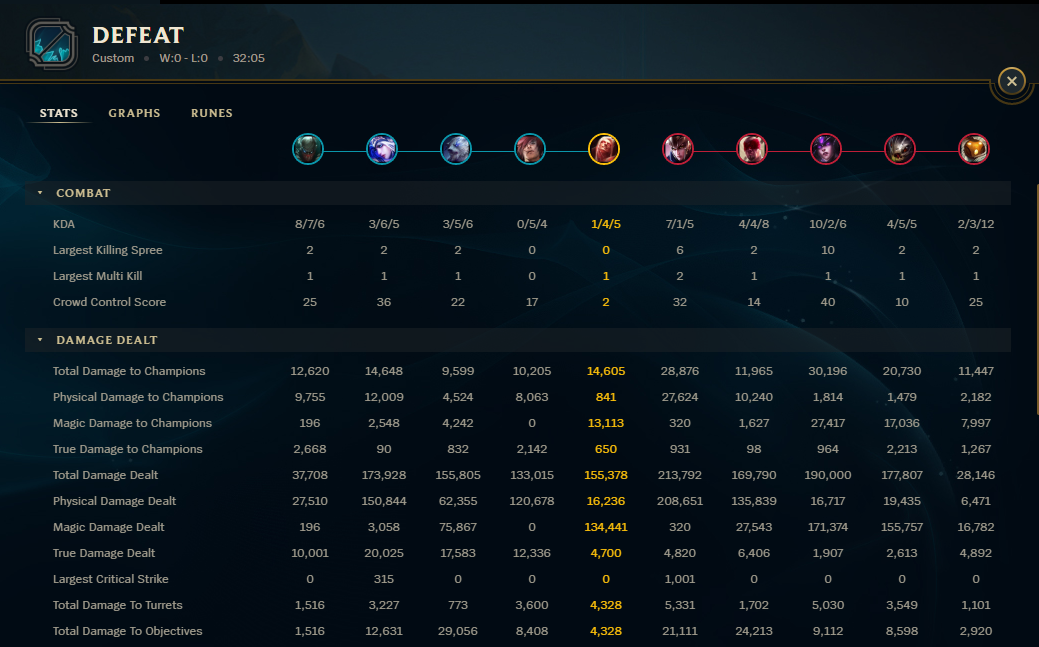 DEFEAT
Custom • W:0 - L:0 • 32:05
STATS GRAPHS RUNES
COMBAT
KDA 8/7/6 3/6/5 3/5/6 0/5/4 1/4/5 7/1/5 4/4/8 10/2/6 4/5/5 2/3/12
Largest Killing Spree 2 2 2 0 0 6 2 10 2 2
Largest Multi Kill 1 1 1 0 1 2 1 1 1 1
Crowd Control Score 25 36 22 17 2 32 14 40 10 25
DAMAGE DEALT
Total Damage to Champions 12,620 14,648 9,599 10,205 14,605 28,876 11,965 30,196 20,730 11,447
Physical Damage to Champions 9,755 12,009 4,524 8,063 841 27,624 10,240 1,814 1,479 2,182
Magic Damage to Champions 196 2,548 4,242 0 13,113 320 1,627 27,417 17,036 7,997
True Damage to Champions 2,668 90 832 2,142 650 931 98 964 2,213 1,267
Total Damage Dealt 37,708 173,928 155,805 133,015 155,378 213,792 169,790 190,000 177,807 28,146
Physical Damage Dealt 27,510 150,844 62,355 120,678 16,236 208,651 135,839 16,717 19,435 6,471
Magic Damage Dealt 196 3,058 75,867 0 134,441 320 27,543 171,374 155,757 16,782
True Damage Dealt 10,001 20,025 17,583 12,336 4,700 4,820 6,406 1,907 2,613 4,892
Largest Critical Strike 0 315 0 0 0 1,001 0 0 0 0
Total Damage To Turrets 1,516 3,227 773 3,600 4,328 5,331 1,702 5,030 3,549 1,101
Total Damage To Objectives 1,516 12,631 29,056 8,408 4,328 21,111 24,213 9,112 8,598 2,920